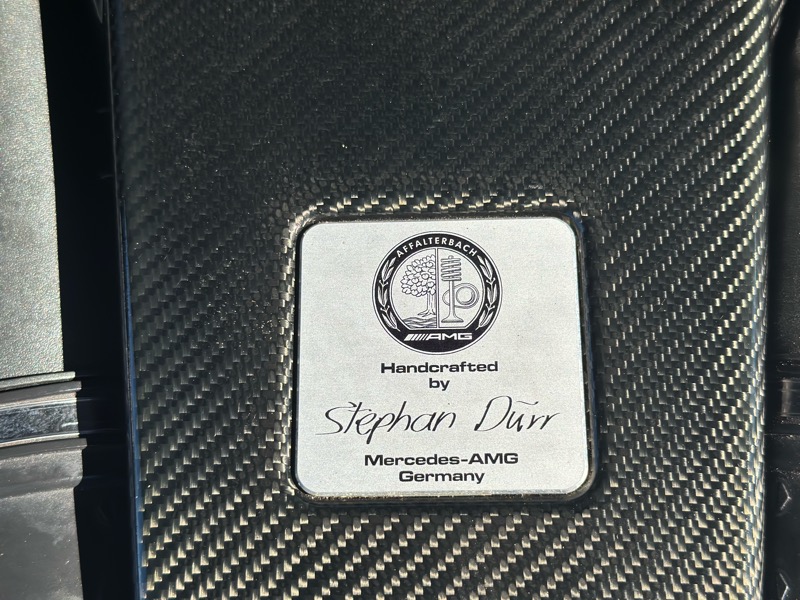 AFFALTERBACH
AMG
Handcrafted
by
Stephan Dürr
Mercedes-AMG
Germany